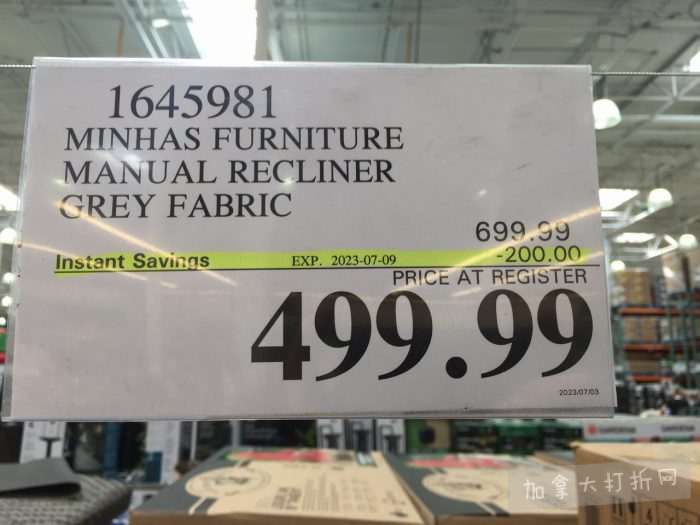 1645981
MINHAS FURNITURE
MANUAL RECLINER
GREY FABRIC
699.99
Instant Savings EXP. 2023-07-09 -200.00
PRICE AT REGISTER
499.99
2023/07/03
加拿大打折网